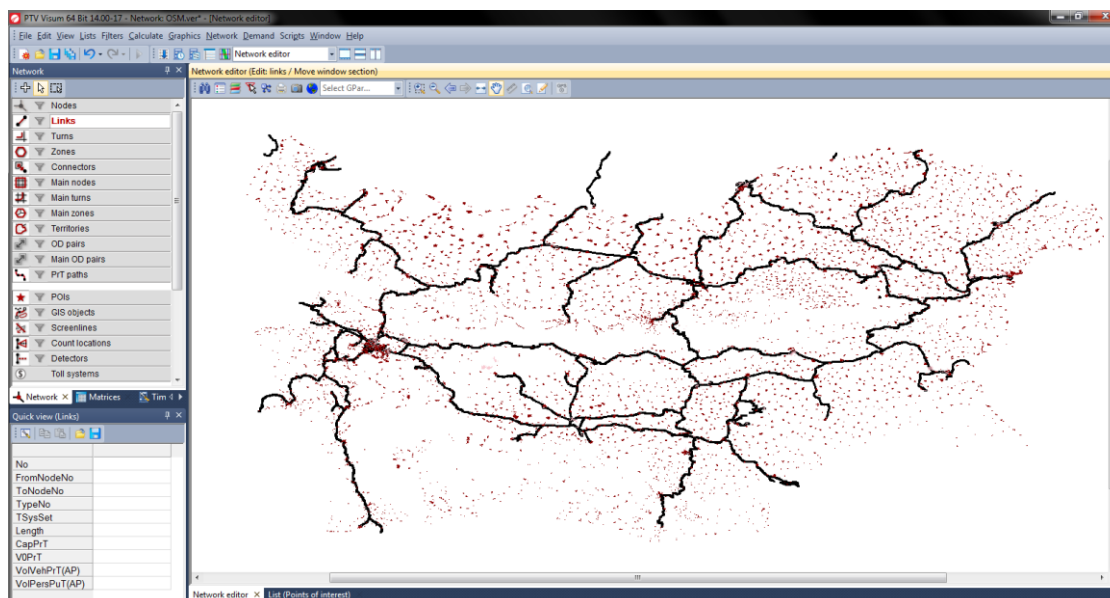 PTV Visum 64 Bit 14.00-17 - Network: OSM.ver* - [Network editor]
File Edit View Lists Filters Calculate Graphics Network Demand Scripts Window Help
Network editor
Network
Network editor (Edit: links / Move window section)
Select GPar...
Nodes
Links
Turns
Zones
Connectors
Main nodes
Main turns
Main zones
Territories
OD pairs
Main OD pairs
PrT paths
POIs
GIS objects
Screenlines
Count locations
Detectors
Toll systems
Network Matrices Tim
Quick view (Links)
No
FromNodeNo
ToNodeNo
TypeNo
TSysSet
Length
CapPrT
V0PrT
VolVehPrT(AP)
VolPersPuT(AP)
Network editor List (Points of interest)